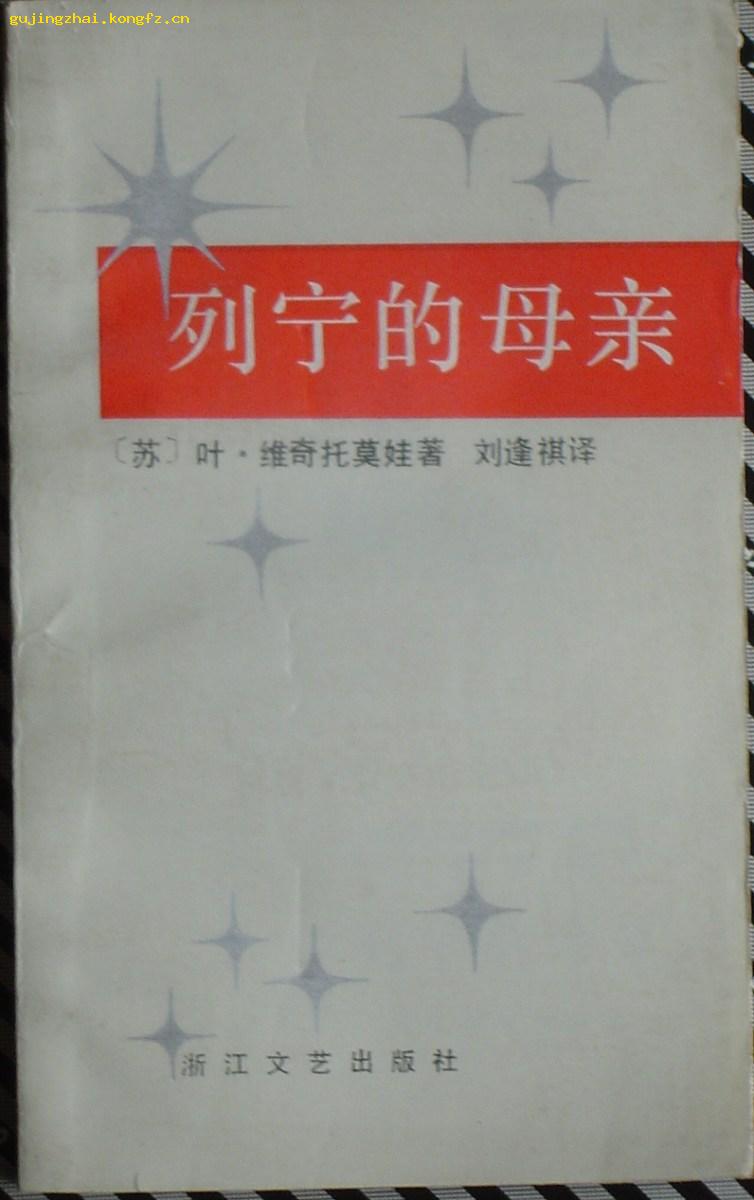 gujingzhai.kongfz.cn
列宁的母亲
〔苏〕叶·维奇托莫娃著 刘逢祺译
浙江文艺出版社